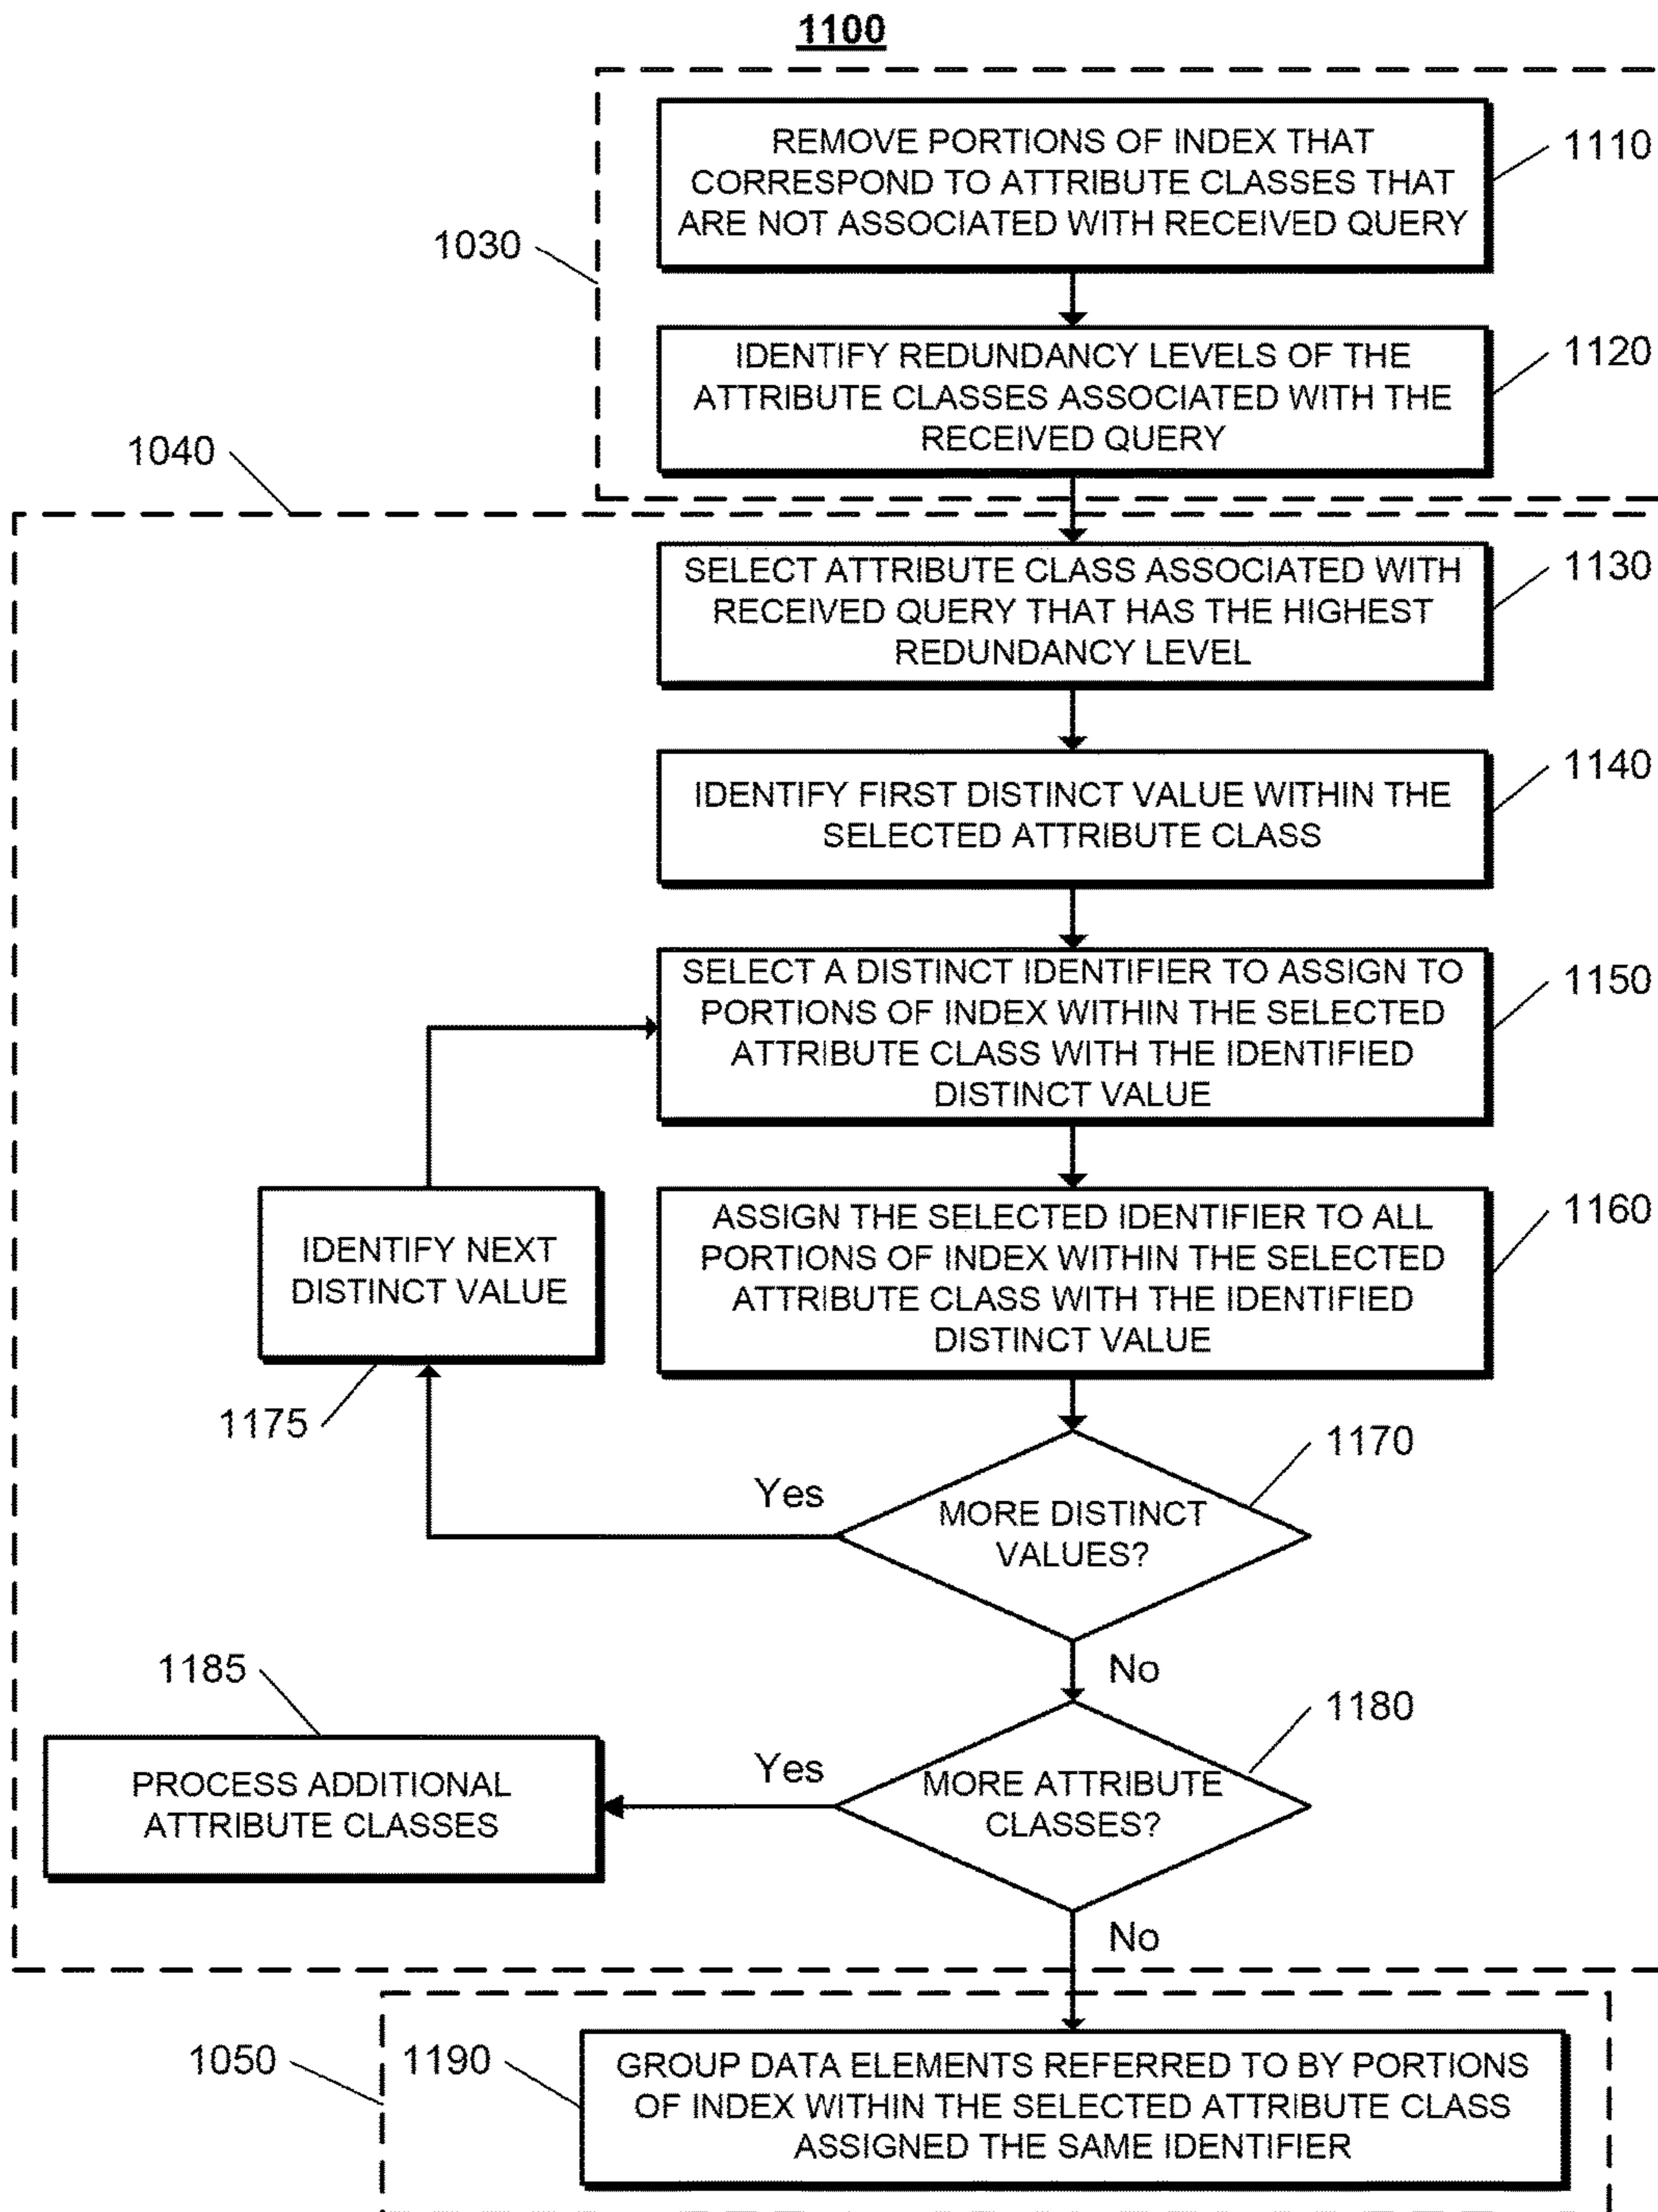 1100
REMOVE PORTIONS OF INDEX THAT
CORRESPOND TO ATTRIBUTE CLASSES THAT
ARE NOT ASSOCIATED WITH RECEIVED QUERY
1110
1030
IDENTIFY REDUNDANCY LEVELS OF THE
ATTRIBUTE CLASSES ASSOCIATED WITH THE
RECEIVED QUERY
1120
1040
SELECT ATTRIBUTE CLASS ASSOCIATED WITH
RECEIVED QUERY THAT HAS THE HIGHEST
REDUNDANCY LEVEL
1130
IDENTIFY FIRST DISTINCT VALUE WITHIN THE
SELECTED ATTRIBUTE CLASS
1140
SELECT A DISTINCT IDENTIFIER TO ASSIGN TO
PORTIONS OF INDEX WITHIN THE SELECTED
ATTRIBUTE CLASS WITH THE IDENTIFIED
DISTINCT VALUE
1150
ASSIGN THE SELECTED IDENTIFIER TO ALL
PORTIONS OF INDEX WITHIN THE SELECTED
ATTRIBUTE CLASS WITH THE IDENTIFIED
DISTINCT VALUE
1160
IDENTIFY NEXT
DISTINCT VALUE
1175
1170
Yes
MORE DISTINCT
VALUES?
No
1185
1180
PROCESS ADDITIONAL
ATTRIBUTE CLASSES
Yes
MORE ATTRIBUTE
CLASSES?
No
1050
1190
GROUP DATA ELEMENTS REFERRED TO BY PORTIONS
OF INDEX WITHIN THE SELECTED ATTRIBUTE CLASS
ASSIGNED THE SAME IDENTIFIER